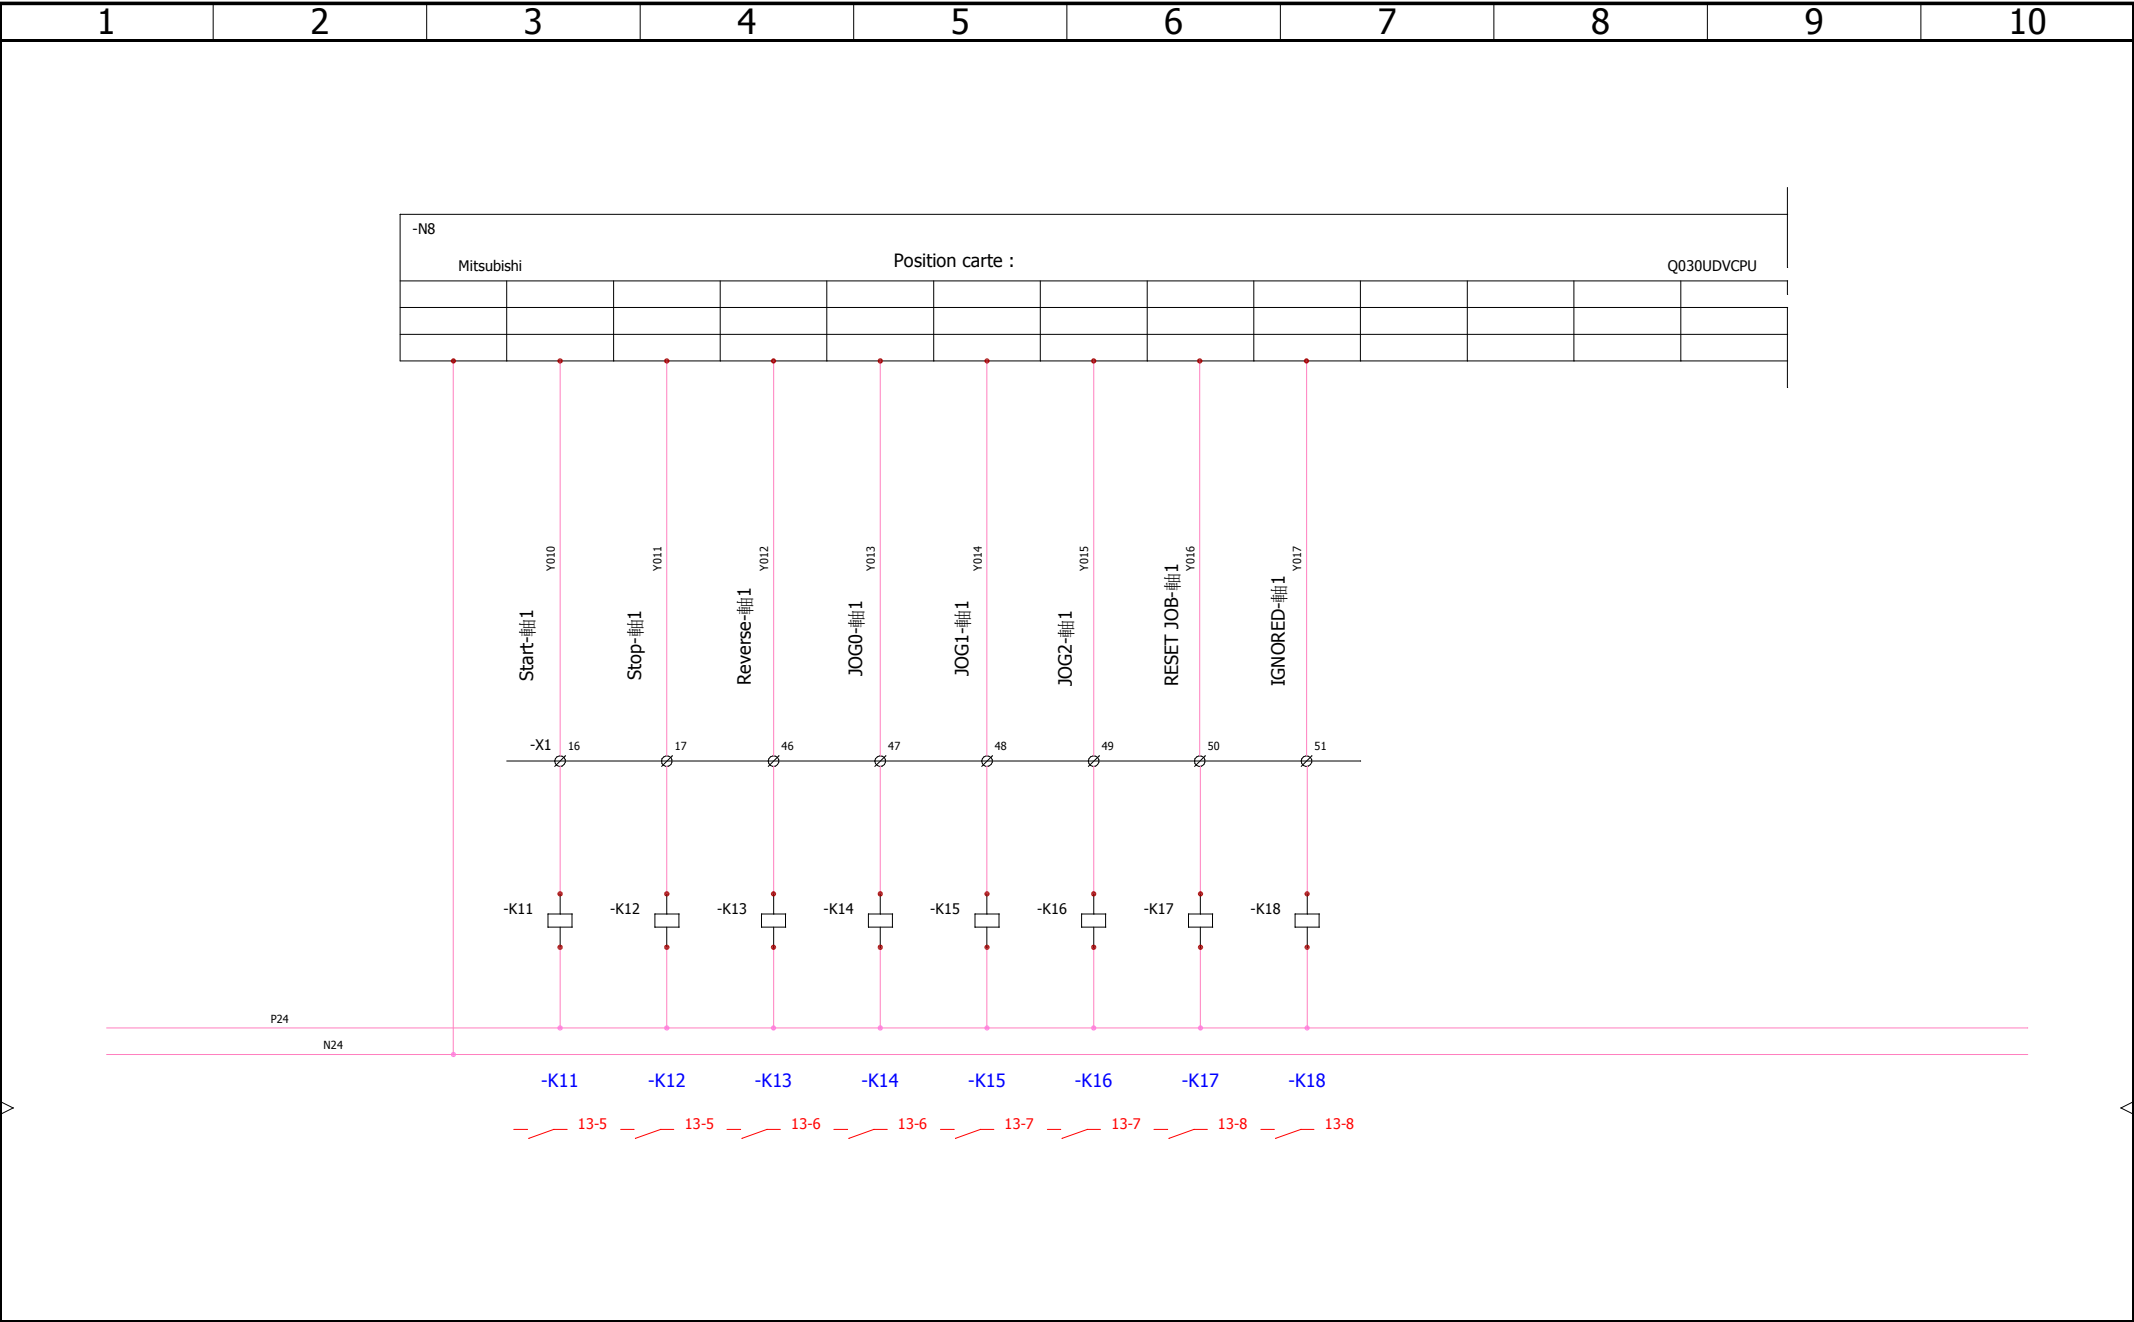 1 2 3 4 5 6 7 8 9 10
-N8
Mitsubishi Position carte : Q030UDVCPU
Y010 Y011 Y012 Y013 Y014 Y015 Y016 Y017
Start-軸1 Stop-軸1 Reverse-軸1 JOG0-軸1 JOG1-軸1 JOG2-軸1 RESET JOB-軸1 IGNORED-軸1
-X1 16 17 46 47 48 49 50 51
-K11 -K12 -K13 -K14 -K15 -K16 -K17 -K18
P24
N24
-K11 -K12 -K13 -K14 -K15 -K16 -K17 -K18
13-5 13-5 13-6 13-6 13-7 13-7 13-8 13-8